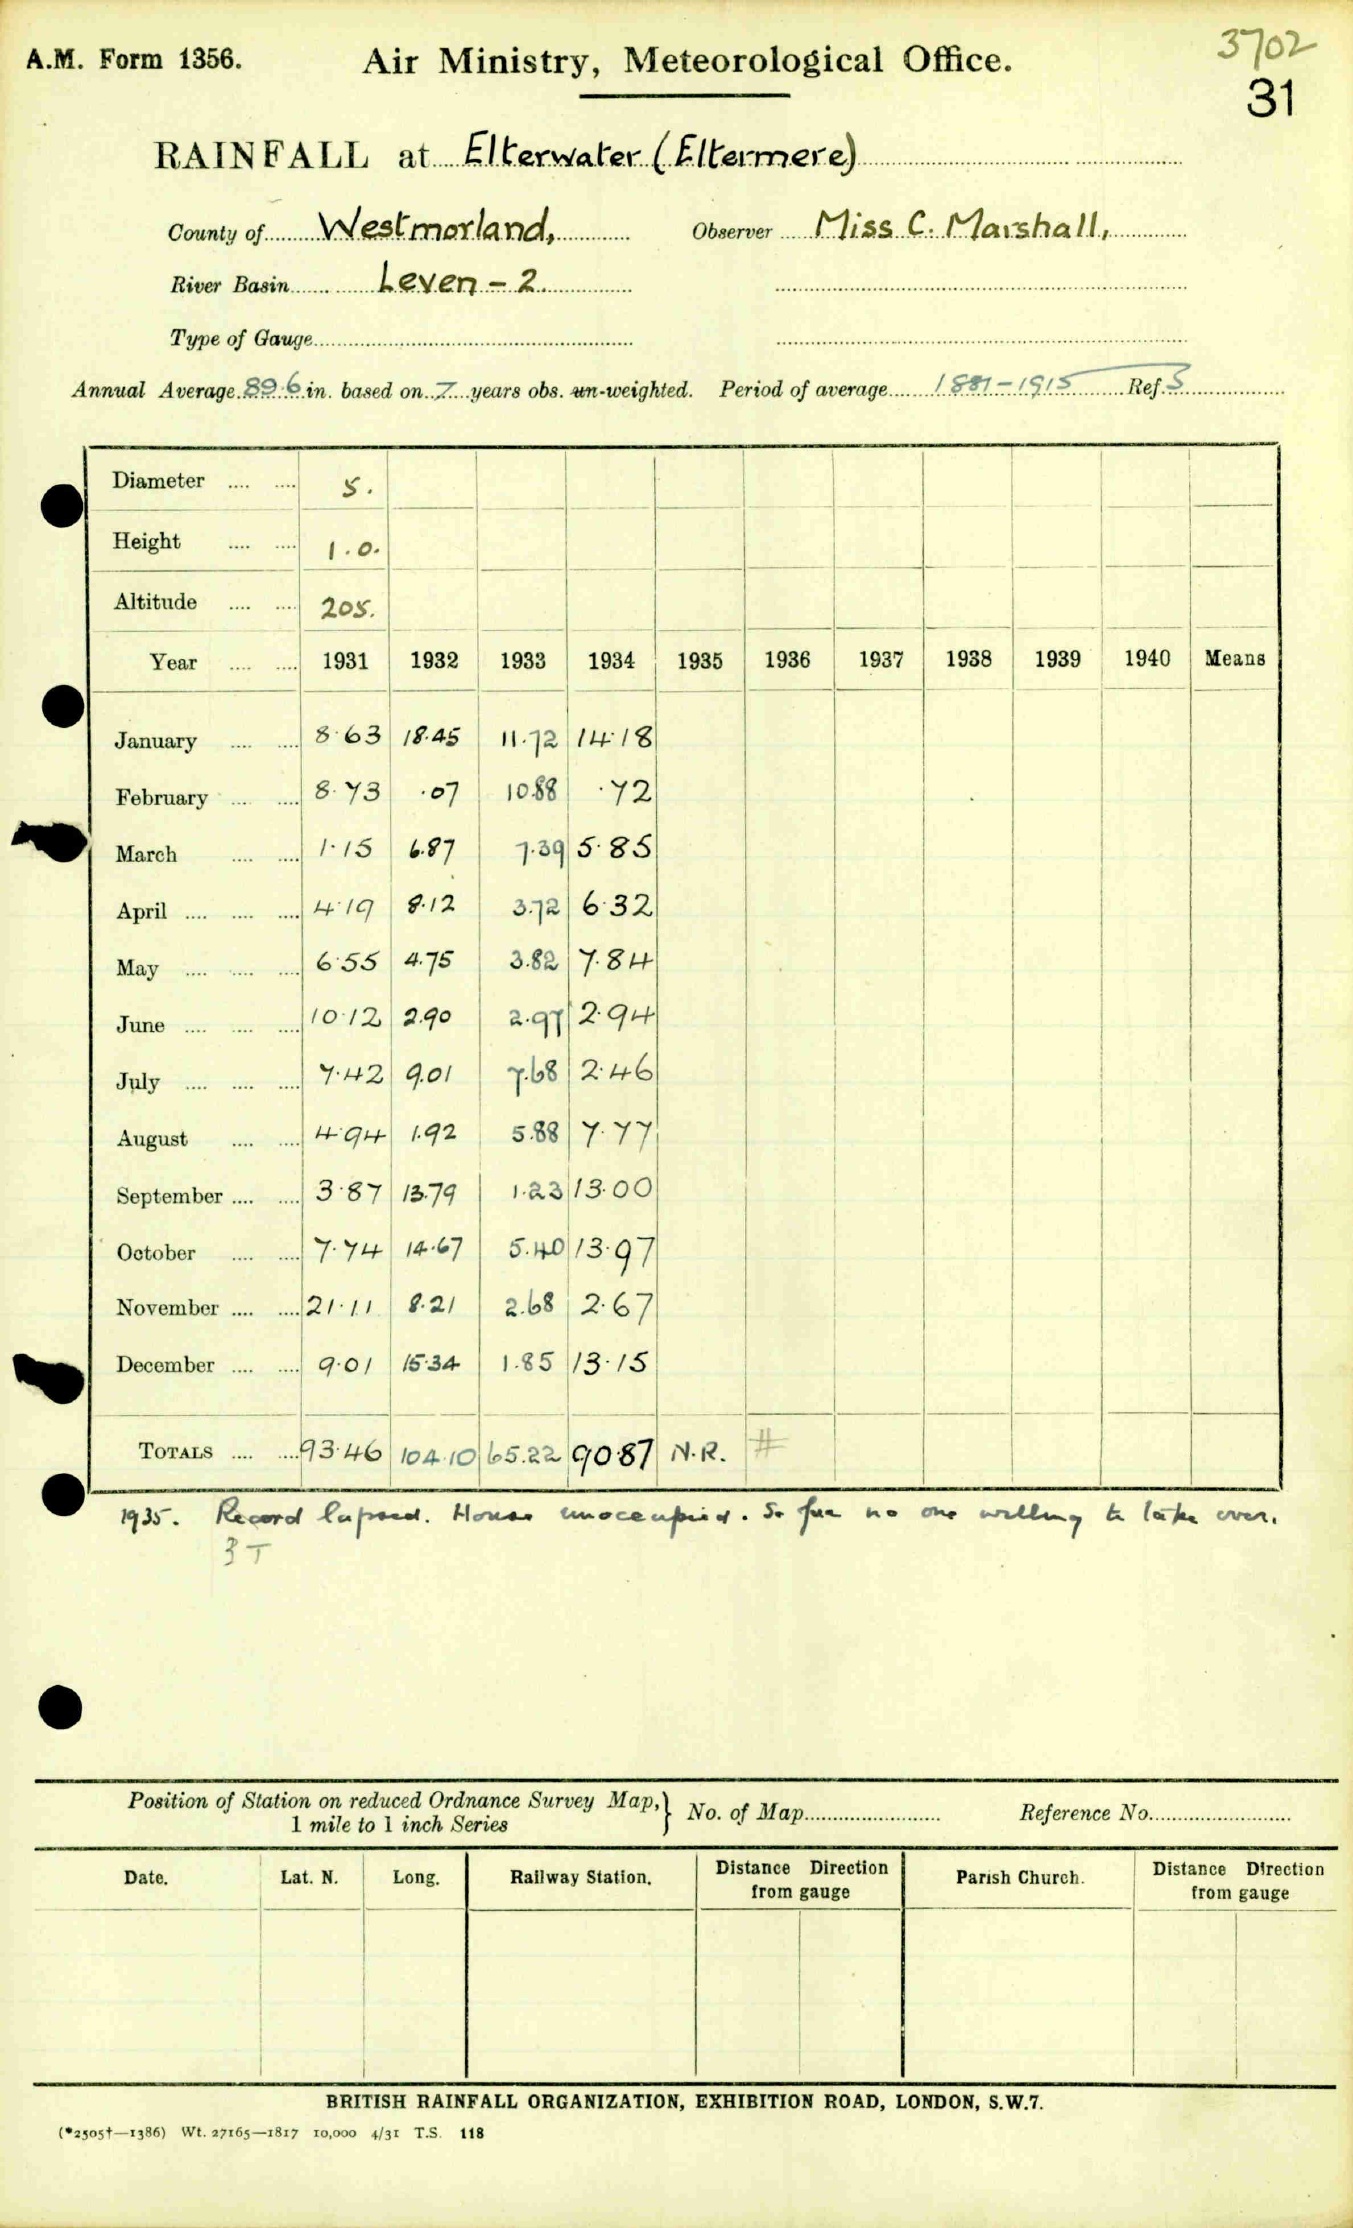 3702
A.M. Form 1356. Air Ministry, Meteorological Office.
31
RAINFALL at Elterwater (Eltermere)
County of Westmorland, Observer Miss C. Marshall,
River Basin Leven - 2.
Type of Gauge
Annual Average 89.6 in. based on 7 years obs. un-weighted. Period of average 1881-1915 Ref. S
Diameter 5.
Height 1.0.
Altitude 205.
Year 1931 1932 1933 1934 1935 1936 1937 1938 1939 1940 Means
January 8.63 18.45 11.72 14.18
February 8.73 .07 10.88 .72
March 1.15 6.87 7.39 5.85
April 4.19 8.12 3.72 6.32
May 6.55 4.75 3.82 7.84
June 10.12 2.90 2.97 2.94
July 7.42 9.01 7.68 2.46
August 4.94 1.92 5.88 7.77
September 3.87 13.79 1.23 13.00
October 7.74 14.67 5.40 13.97
November 21.11 8.21 2.68 2.67
December 9.01 15.34 1.85 13.15
TOTALS 93.46 104.10 65.22 90.87 N.R. #
1935. Record lapsed. House unoccupied. So far no one willing to take over.
Position of Station on reduced Ordnance Survey Map, } No. of Map Reference No.
1 mile to 1 inch Series
Date. Lat. N. Long. Railway Station. Distance Direction from gauge Parish Church. Distance Direction from gauge
BRITISH RAINFALL ORGANIZATION, EXHIBITION ROAD, LONDON, S.W.7.
(*2505†—1386) Wt. 27165—1817 10,000 4/31 T.S. 118